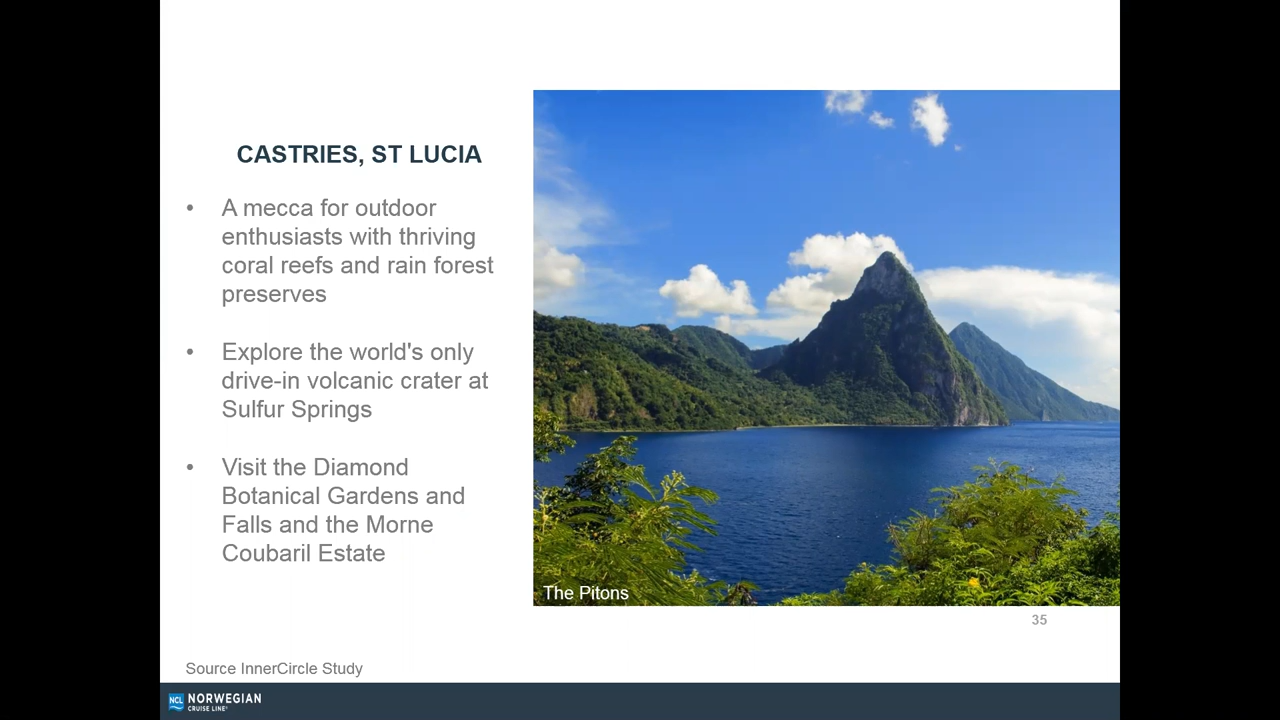 CASTRIES, ST LUCIA
• A mecca for outdoor
enthusiasts with thriving
coral reefs and rain forest
preserves
• Explore the world's only
drive-in volcanic crater at
Sulfur Springs
• Visit the Diamond
Botanical Gardens and
Falls and the Morne
Coubaril Estate
The Pitons
35
Source InnerCircle Study
NCL NORWEGIAN
CRUISE LINE®